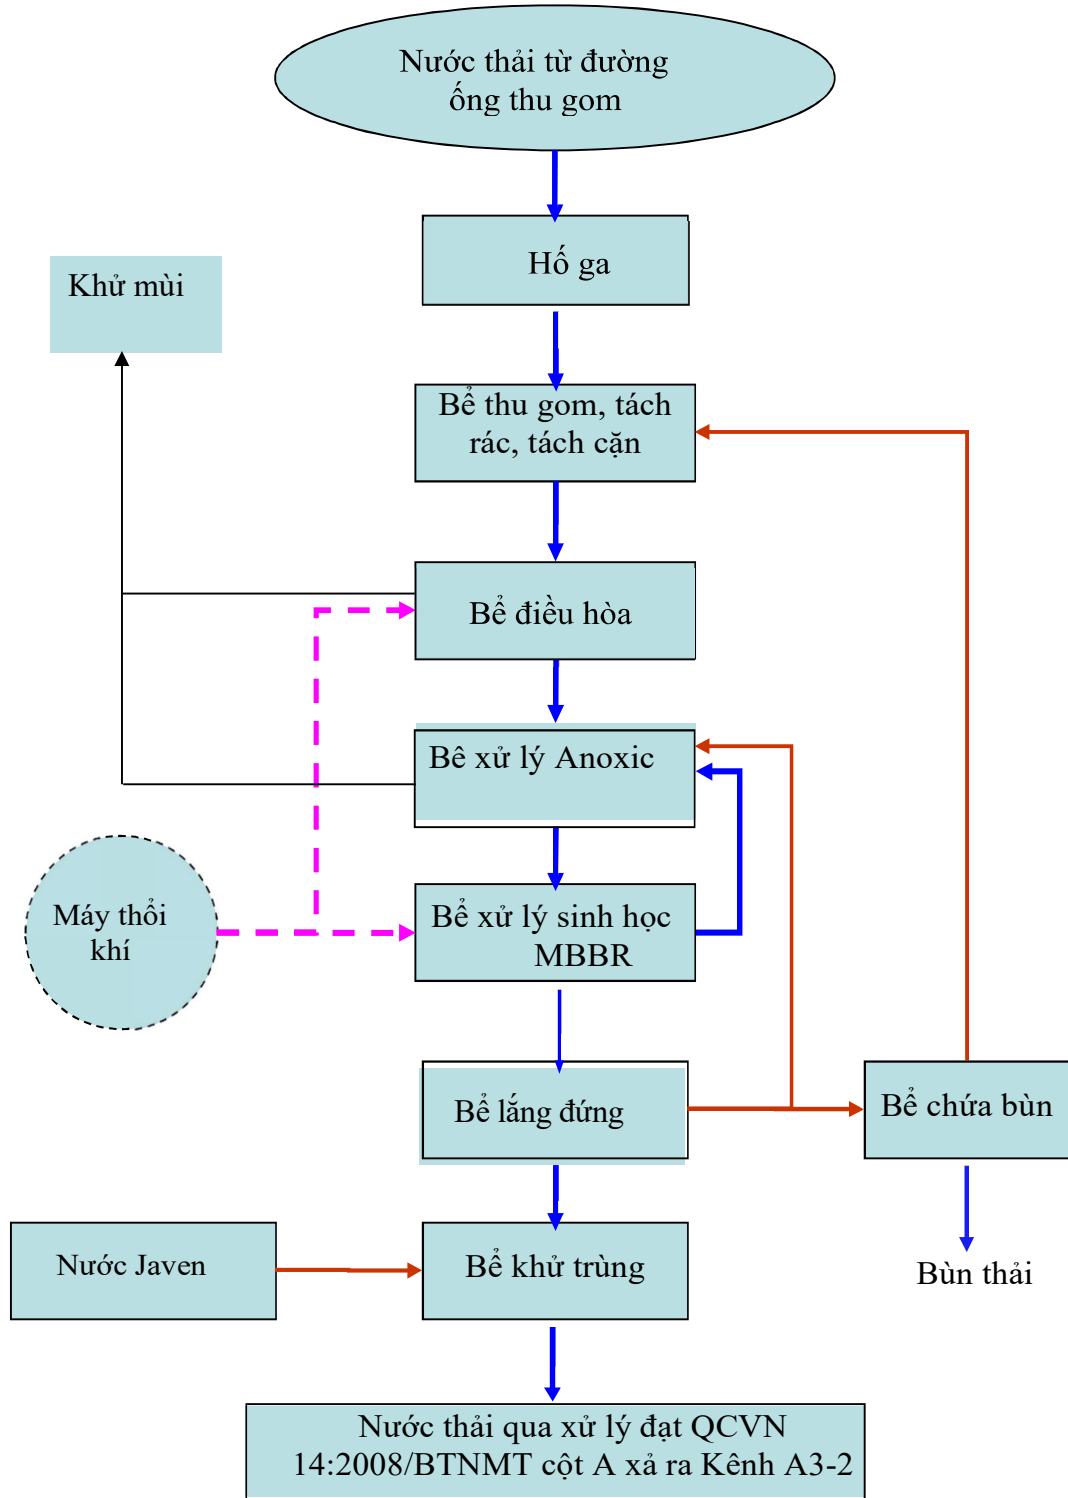 Nước thải từ đường
ống thu gom
Hố ga
Khử mùi
Bể thu gom, tách
rác, tách cặn
Bể điều hòa
Bê xử lý Anoxic
Máy thổi
khí
Bể xử lý sinh học
MBBR
Bể lắng đứng
Bể chứa bùn
Nước Javen
Bể khử trùng
Bùn thải
Nước thải qua xử lý đạt QCVN
14:2008/BTNMT cột A xả ra Kênh A3-2